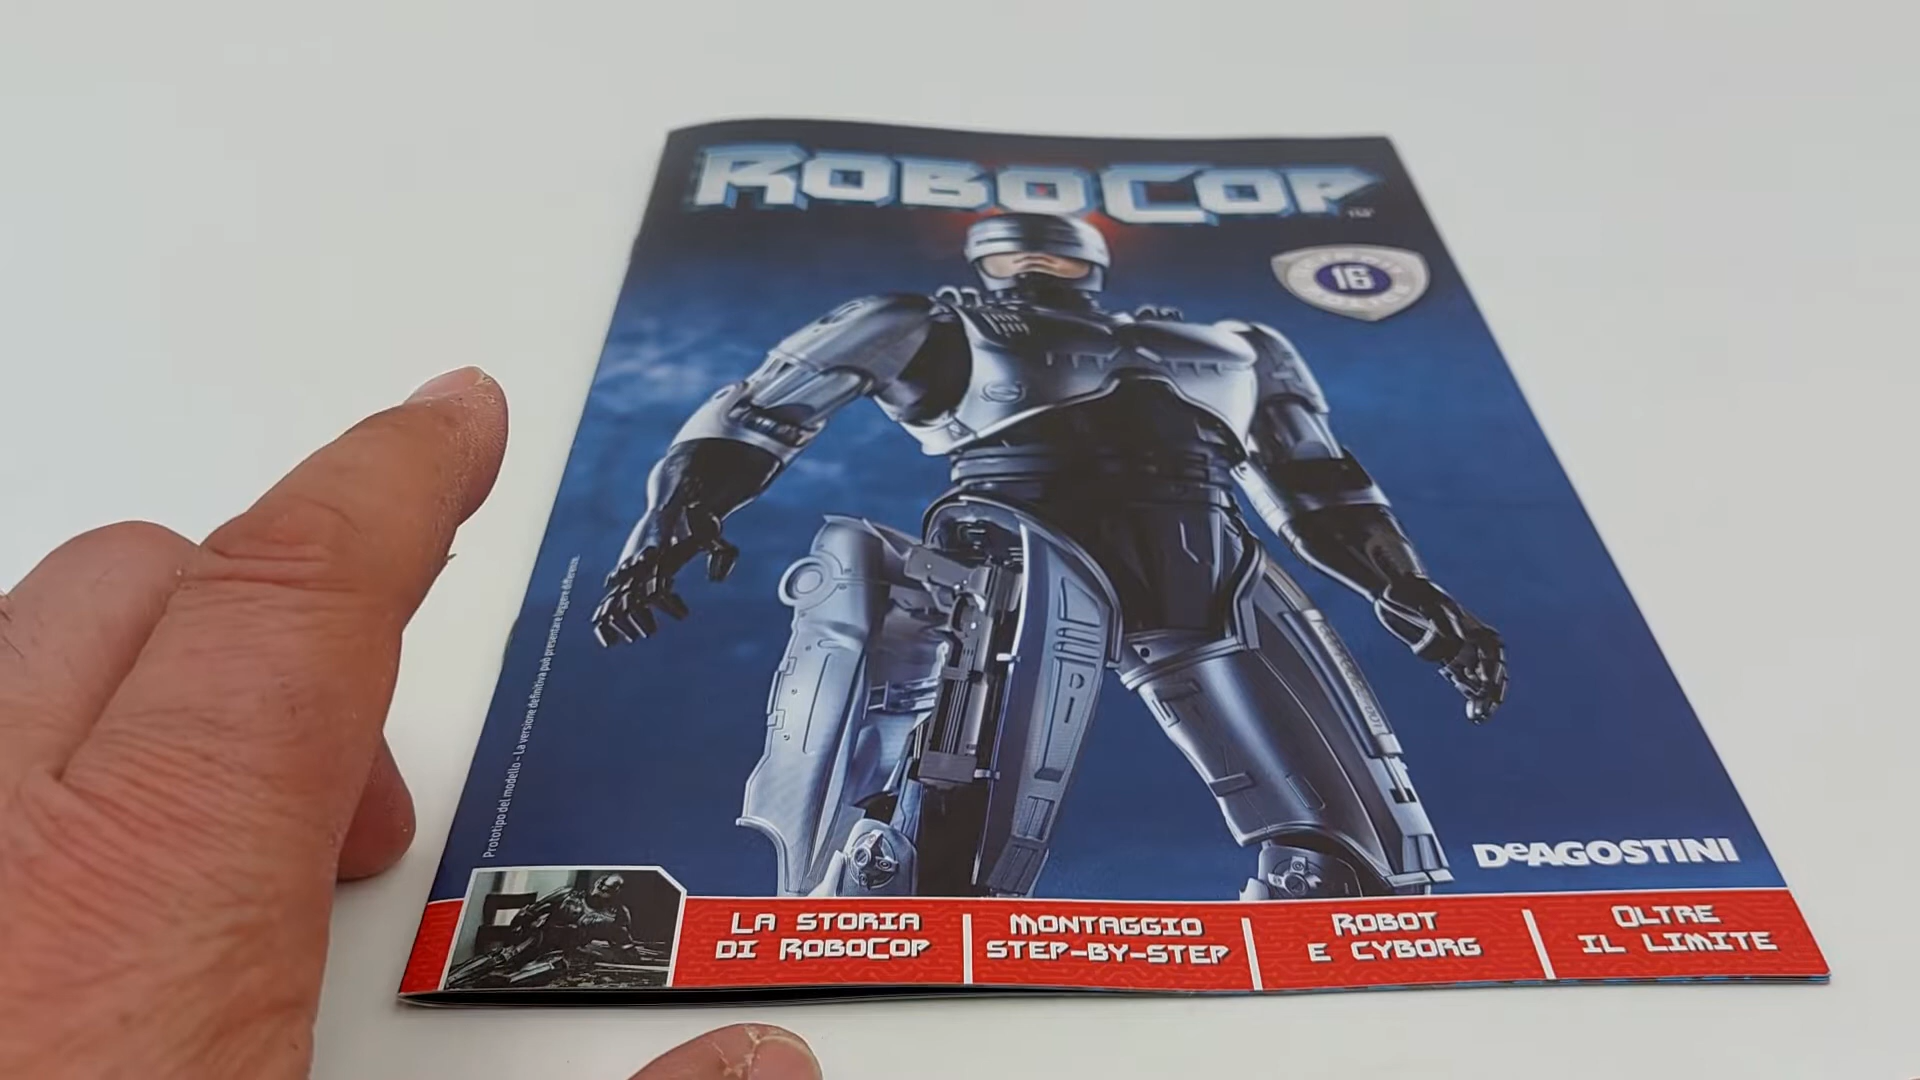 ROBOCOP
16
Prototipo del modello - La versione definitiva può presentare leggere differenze.
DeAGOSTINI
LA STORIA
DI ROBOCOP
MONTAGGIO
STEP-BY-STEP
ROBOT
E CYBORG
OLTRE
IL LIMITE